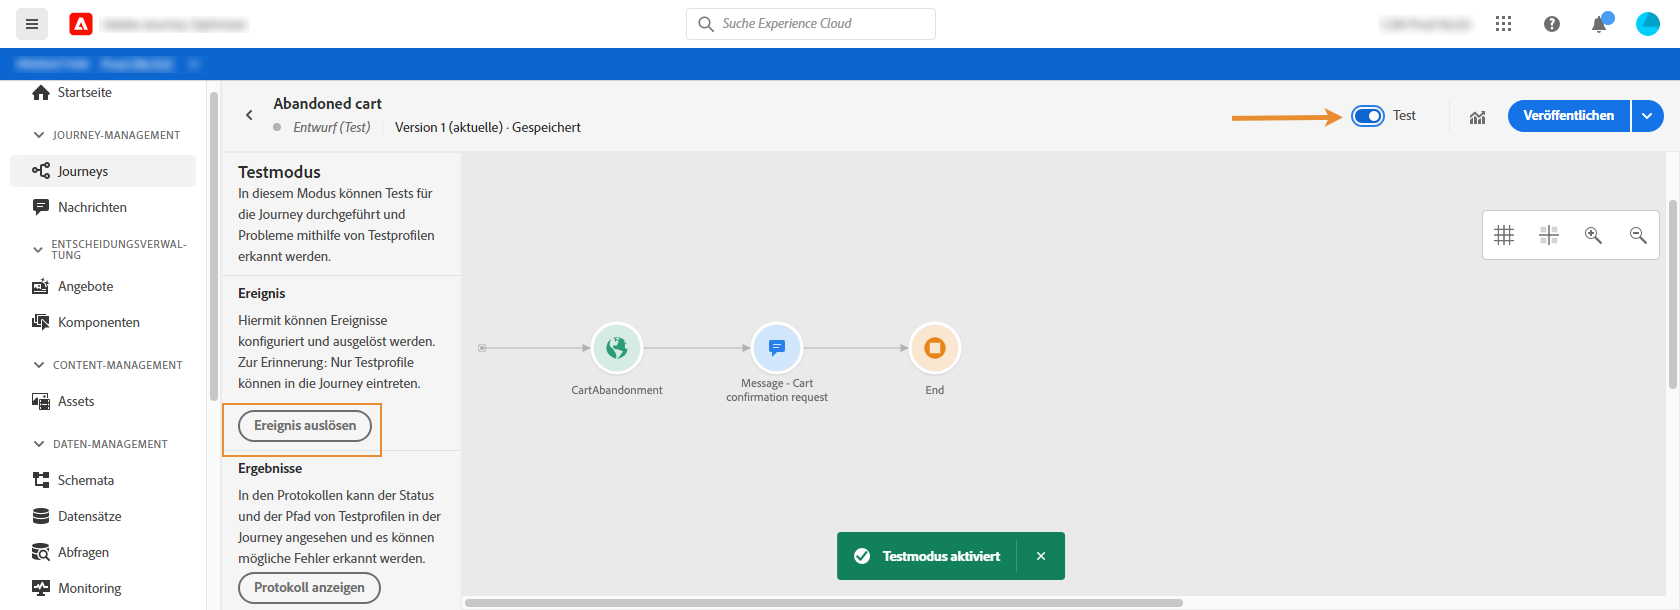 Suche Experience Cloud
Startseite
JOURNEY-MANAGEMENT
Journeys
Nachrichten
ENTSCHEIDUNGSVERWAL-
TUNG
Angebote
Komponenten
CONTENT-MANAGEMENT
Assets
DATEN-MANAGEMENT
Schemata
Datensätze
Abfragen
Monitoring
Abandoned cart
Entwurf (Test)
Version 1 (aktuelle) · Gespeichert
Test
Veröffentlichen
Testmodus
In diesem Modus können Tests für
die Journey durchgeführt und
Probleme mithilfe von Testprofilen
erkannt werden.
Ereignis
Hiermit können Ereignisse
konfiguriert und ausgelöst werden.
Zur Erinnerung: Nur Testprofile
können in die Journey eintreten.
Ereignis auslösen
Ergebnisse
In den Protokollen kann der Status
und der Pfad von Testprofilen in der
Journey angesehen und es können
mögliche Fehler erkannt werden.
Protokoll anzeigen
CartAbandonment
Message - Cart
confirmation request
End
Testmodus aktiviert